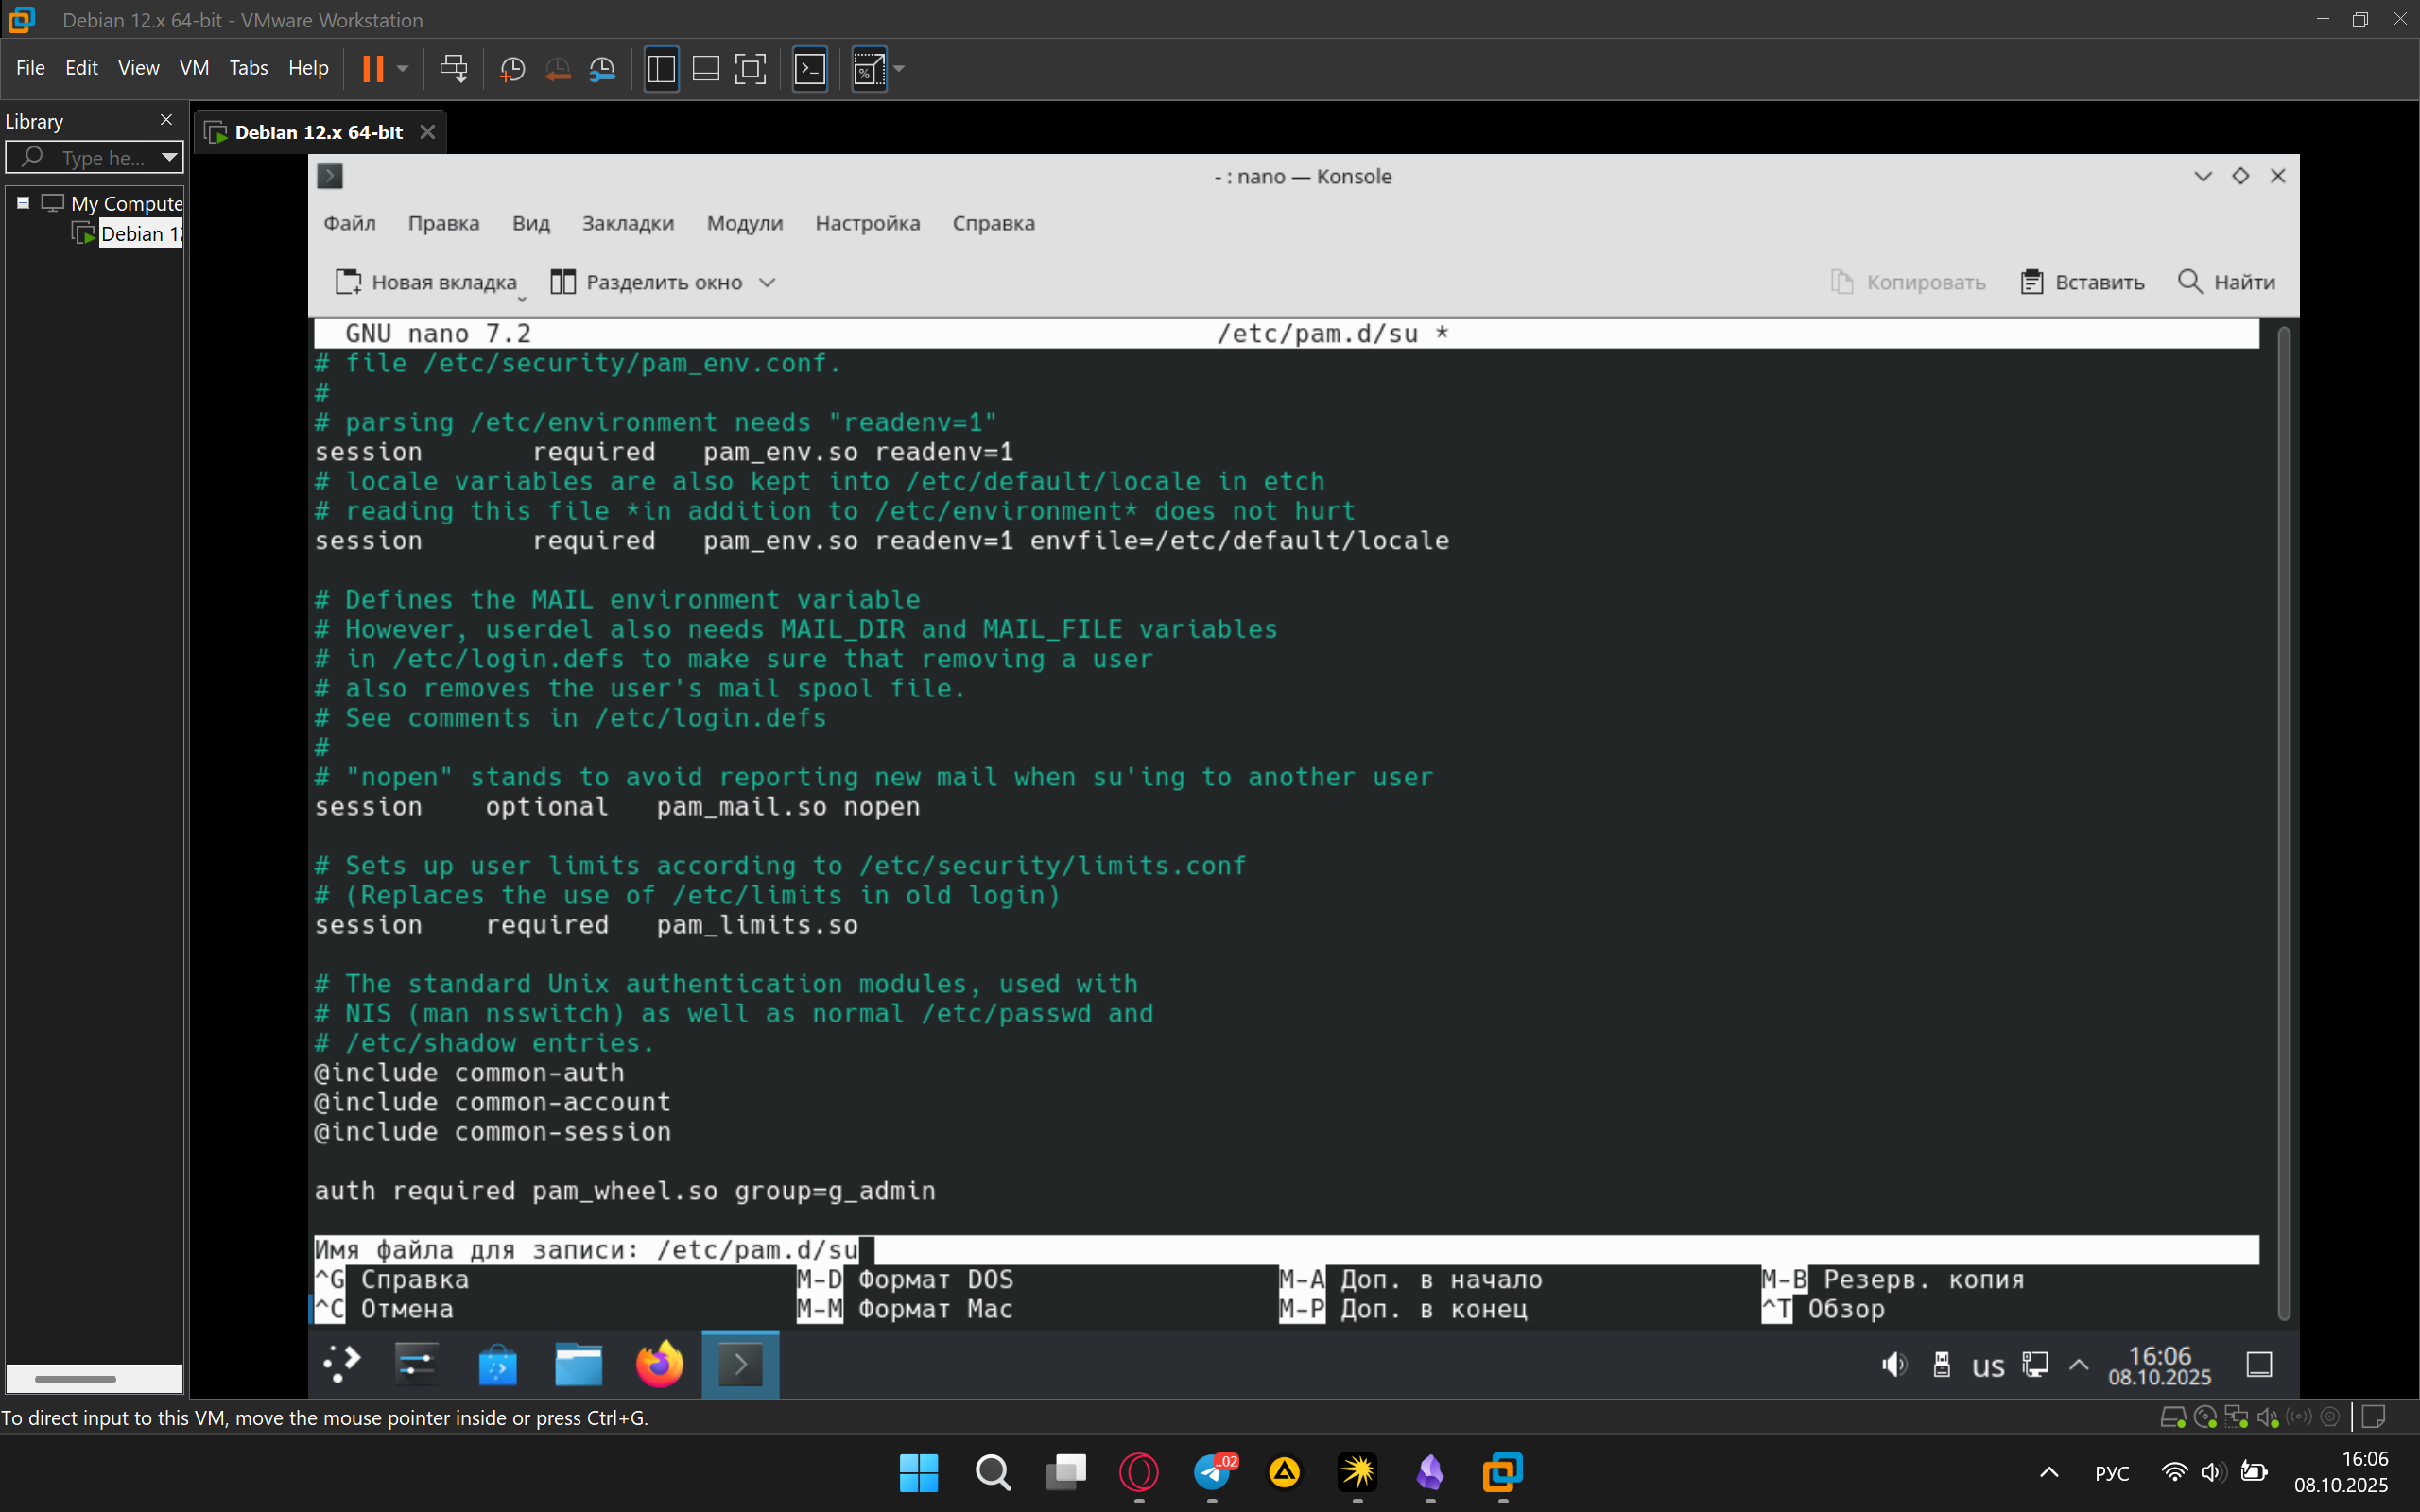 Debian 12.x 64-bit - VMware Workstation
File Edit View VM Tabs Help
Library
Type he...
My Compute
Debian 12
Debian 12.x 64-bit
- : nano — Konsole
Файл Правка Вид Закладки Модули Настройка Справка
Новая вкладка Разделить окно Копировать Вставить Найти
GNU nano 7.2 /etc/pam.d/su *
# file /etc/security/pam_env.conf.
#
# parsing /etc/environment needs "readenv=1"
session       required   pam_env.so readenv=1
# locale variables are also kept into /etc/default/locale in etch
# reading this file *in addition to /etc/environment* does not hurt
session       required   pam_env.so readenv=1 envfile=/etc/default/locale
# Defines the MAIL environment variable
# However, userdel also needs MAIL_DIR and MAIL_FILE variables
# in /etc/login.defs to make sure that removing a user
# also removes the user's mail spool file.
# See comments in /etc/login.defs
#
# "nopen" stands to avoid reporting new mail when su'ing to another user
session    optional   pam_mail.so nopen
# Sets up user limits according to /etc/security/limits.conf
# (Replaces the use of /etc/limits in old login)
session    required   pam_limits.so
# The standard Unix authentication modules, used with
# NIS (man nsswitch) as well as normal /etc/passwd and
# /etc/shadow entries.
@include common-auth
@include common-account
@include common-session
auth required pam_wheel.so group=g_admin
Имя файла для записи: /etc/pam.d/su
^G Справка M-D Формат DOS M-A Доп. в начало M-B Резерв. копия
^C Отмена M-M Формат Mac M-P Доп. в конец ^T Обзор
us 16:06
08.10.2025
To direct input to this VM, move the mouse pointer inside or press Ctrl+G.
..02
РУС 16:06
08.10.2025